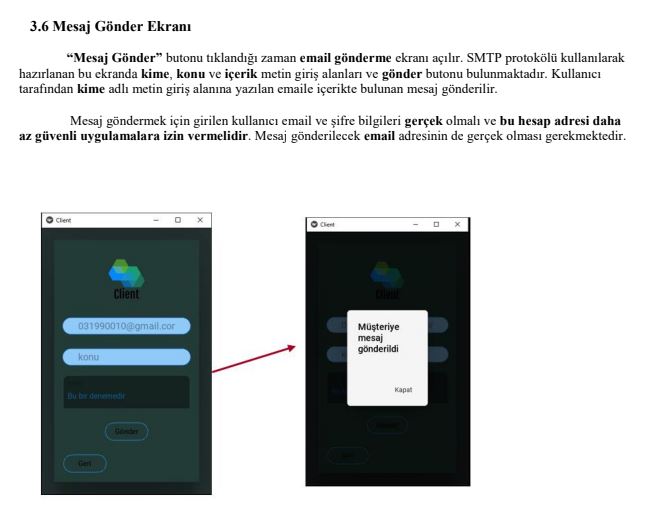 3.6 Mesaj Gönder Ekranı
“Mesaj Gönder” butonu tıklandığı zaman email gönderme ekranı açılır. SMTP protokolü kullanılarak
hazırlanan bu ekranda kime, konu ve içerik metin giriş alanları ve gönder butonu bulunmaktadır. Kullanıcı
tarafından kime adlı metin giriş alanına yazılan emaile içerikte bulunan mesaj gönderilir.
Mesaj göndermek için girilen kullanıcı email ve şifre bilgileri gerçek olmalı ve bu hesap adresi daha
az güvenli uygulamalara izin vermelidir. Mesaj gönderilecek email adresinin de gerçek olması gerekmektedir.
Client
Client
031990010@gmail.cor
konu
Bu bir denemedir
Gönder
Geri
Client
Client
Müşteriye
mesaj
gönderildi
Kapat